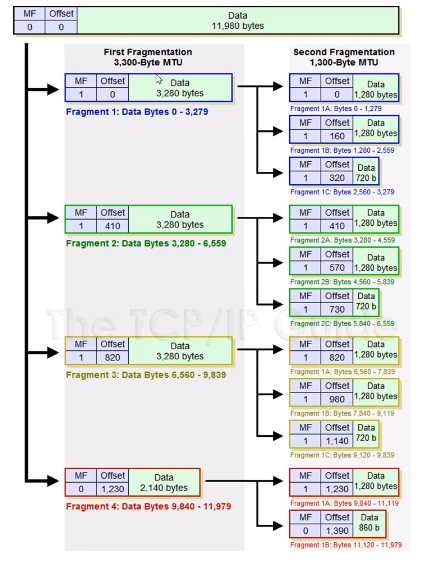 MF Offset Data
0 0 11,980 bytes
First Fragmentation
3,300-Byte MTU
Second Fragmentation
1,300-Byte MTU
MF Offset Data
1 0 3,280 bytes
Fragment 1: Data Bytes 0 - 3,279
MF Offset Data
1 0 1,280 bytes
Fragment 1A: Bytes 0 - 1,279
MF Offset Data
1 160 1,280 bytes
Fragment 1B: Bytes 1,280 - 2,559
MF Offset Data
1 320 720 b
Fragment 1C: Bytes 2,560 - 3,279
MF Offset Data
1 410 3,280 bytes
Fragment 2: Data Bytes 3,280 - 6,559
MF Offset Data
1 410 1,280 bytes
Fragment 2A: Bytes 3,280 - 4,559
MF Offset Data
1 570 1,280 bytes
Fragment 2B: Bytes 4,560 - 5,839
MF Offset Data
1 730 720 b
Fragment 2C: Bytes 5,840 - 6,559
The TCP/IP Guide
MF Offset Data
1 820 3,280 bytes
Fragment 3: Data Bytes 6,560 - 9,839
MF Offset Data
1 820 1,280 bytes
Fragment 1A: Bytes 6,560 - 7,839
MF Offset Data
1 980 1,280 bytes
Fragment 1B: Bytes 7,840 - 9,119
MF Offset Data
1 1,140 720 b
Fragment 1C: Bytes 9,120 - 9,839
MF Offset Data
0 1,230 2,140 bytes
Fragment 4: Data Bytes 9,840 - 11,979
MF Offset Data
1 1,230 1,280 bytes
Fragment 1A: Bytes 9,840 - 11,119
MF Offset Data
0 1,390 860 b
Fragment 1B: Bytes 11,120 - 11,979